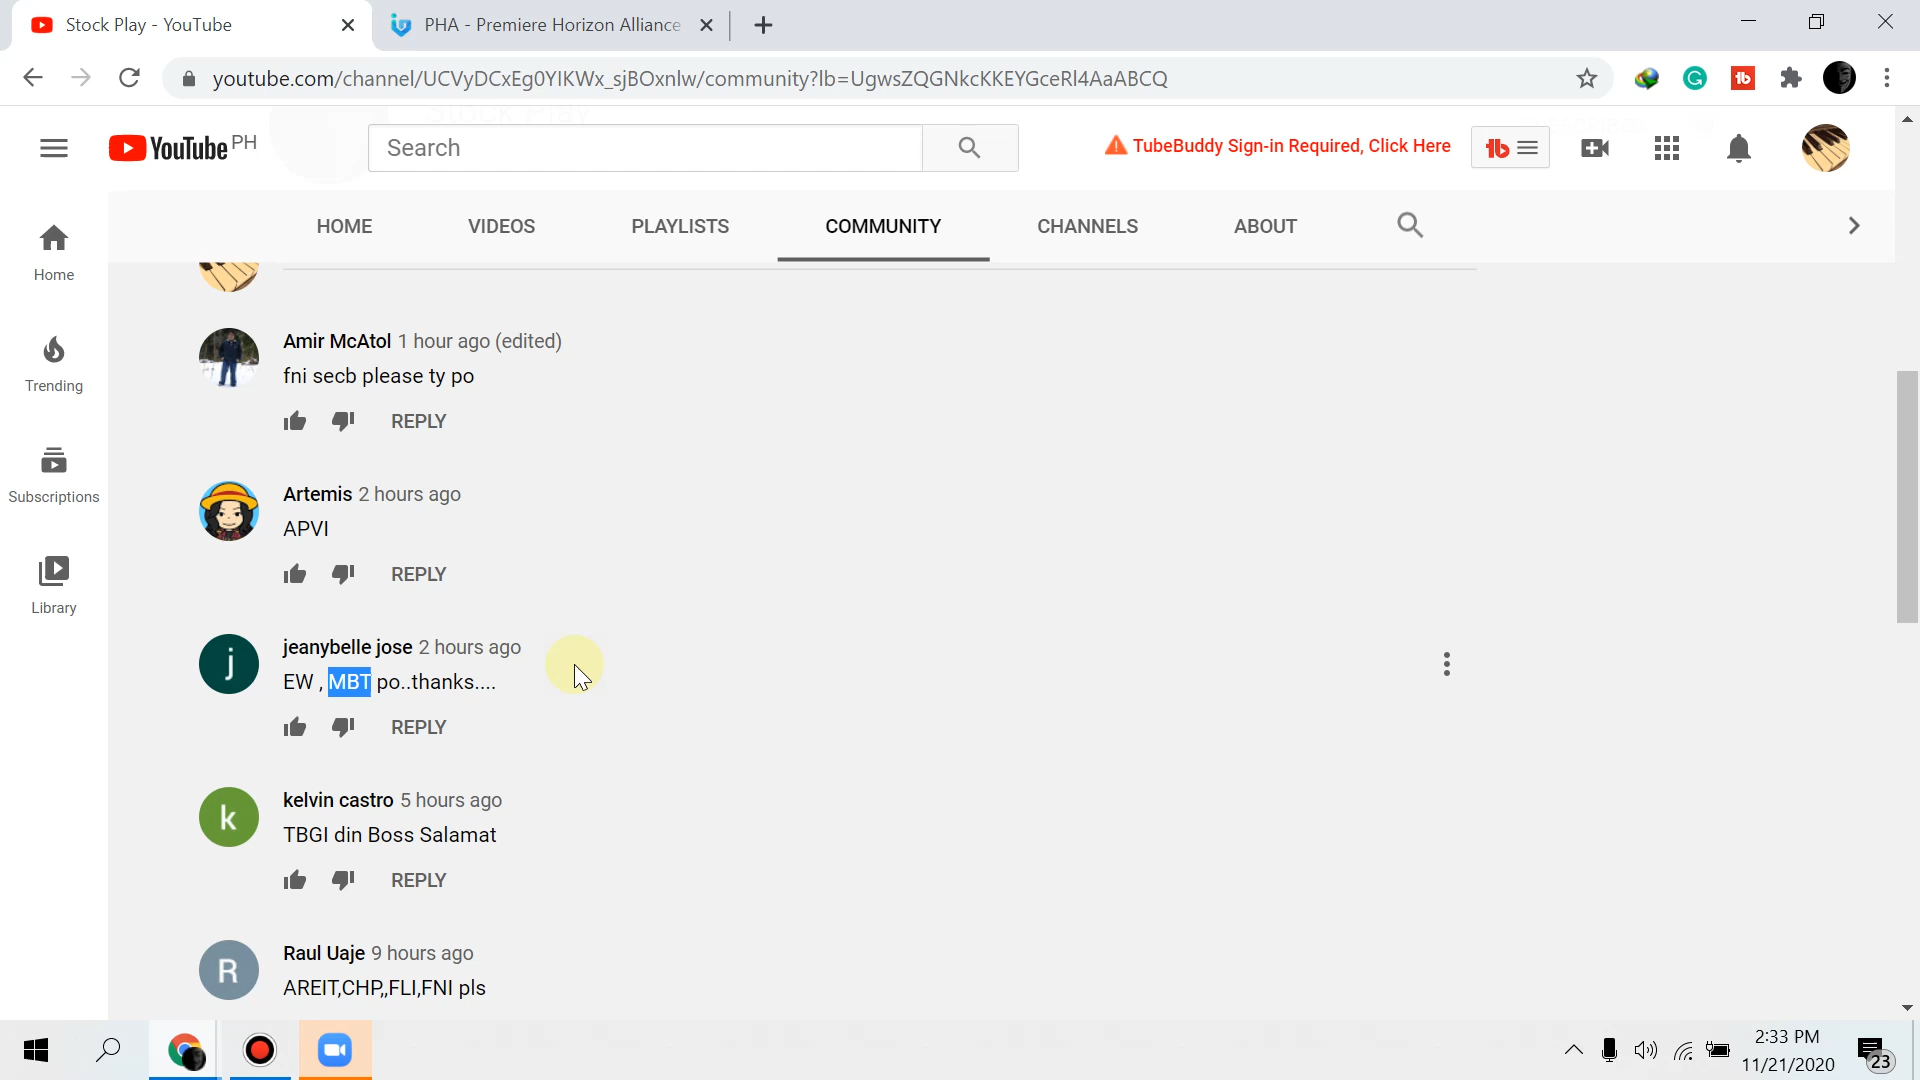 Stock Play - YouTube
PHA - Premiere Horizon Alliance
youtube.com/channel/UCVyDCxEg0YIKWx_sjBOxnlw/community?lb=UgwsZQGNkcKKEYGceRl4AaABCQ
YouTube PH
Search
TubeBuddy Sign-in Required, Click Here
HOME
VIDEOS
PLAYLISTS
COMMUNITY
CHANNELS
ABOUT
Home
Trending
Subscriptions
Library
Amir McAtol 1 hour ago (edited)
fni secb please ty po
REPLY
Artemis 2 hours ago
APVI
REPLY
jeanybelle jose 2 hours ago
EW , MBT po..thanks....
REPLY
kelvin castro 5 hours ago
TBGI din Boss Salamat
REPLY
Raul Uaje 9 hours ago
AREIT,CHP,,FLI,FNI pls
2:33 PM
11/21/2020
23